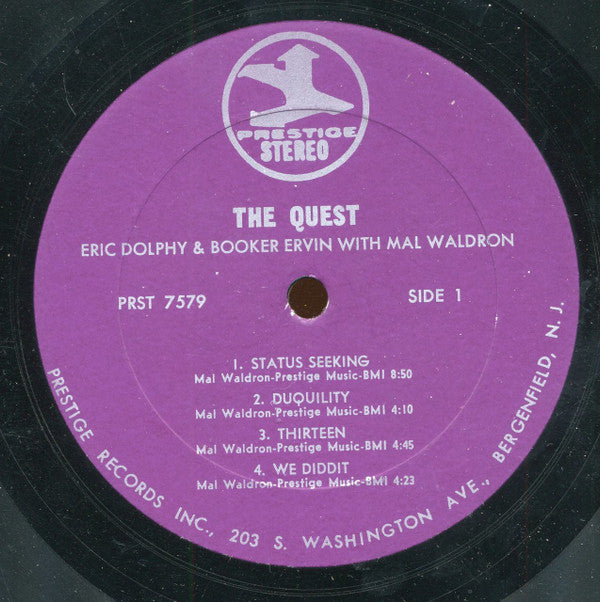 PRESTIGE
STEREO
THE QUEST
ERIC DOLPHY & BOOKER ERVIN WITH MAL WALDRON
PRST 7579
SIDE 1
1. STATUS SEEKING
Mal Waldron-Prestige Music-BMI 8:50
2. DUQUILITY
Mal Waldron-Prestige Music-BMI 4:10
3. THIRTEEN
Mal Waldron-Prestige Music-BMI 4:45
4. WE DIDDIT
Mal Waldron-Prestige Music-BMI 4:23
PRESTIGE RECORDS INC., 203 S. WASHINGTON AVE., BERGENFIELD, N. J.